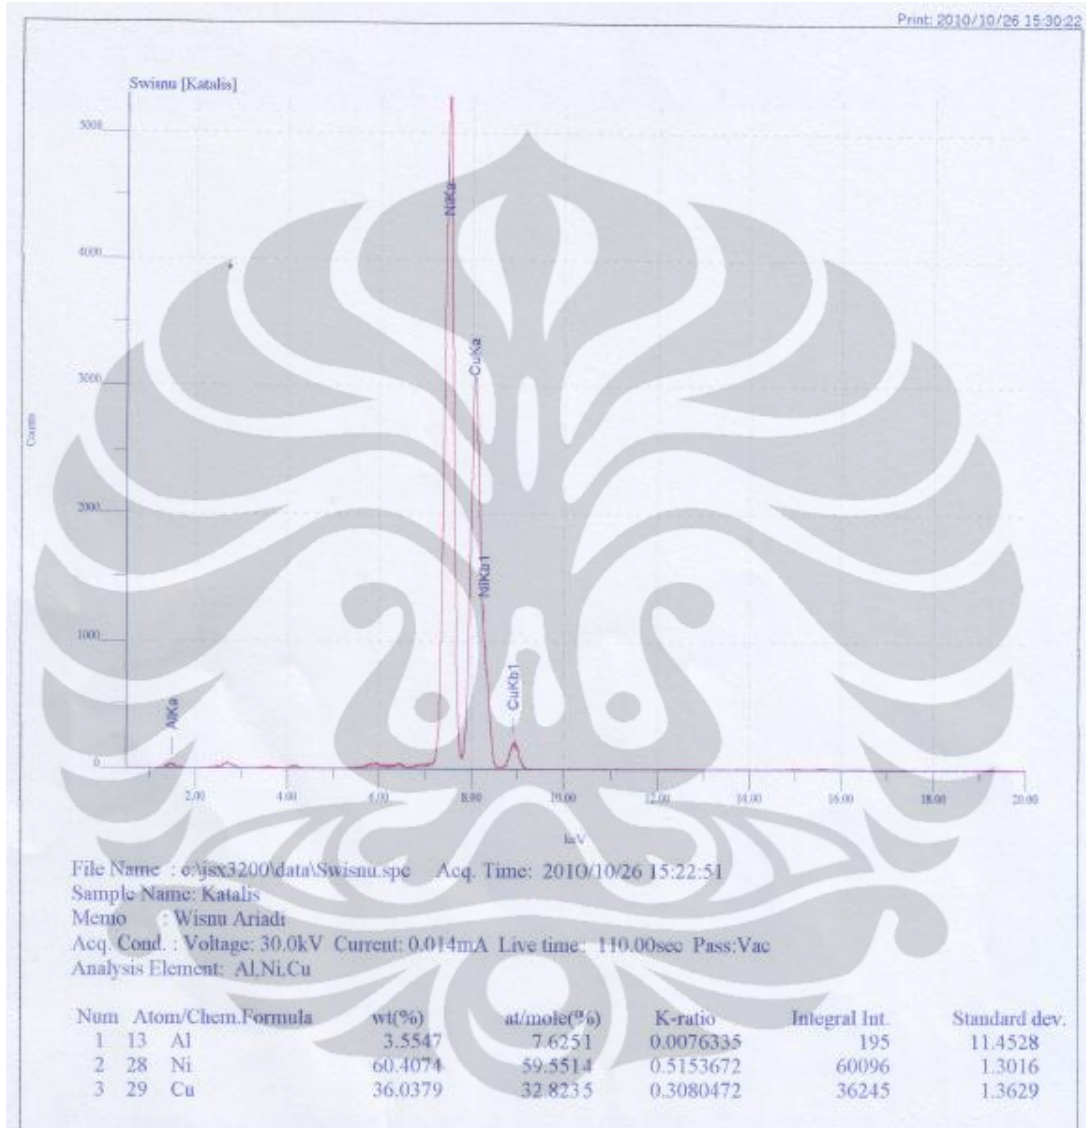 Print: 2010/10/26 15:30:22
Swisnu [Katalis]
5000
NiKa
4000
CuKa
3000
Counts
2000
NiKb1
1000
CuKb1
AlKa
0
2.00 4.00 6.00 8.00 10.00 12.00 14.00 16.00 18.00 20.00
keV
File Name : c:\jsx3200\data\Swisnu.spc Acq. Time: 2010/10/26 15:22:51
Sample Name: Katalis
Memo : Wisnu Ariadi
Acq. Cond. : Voltage: 30.0kV Current: 0.014mA Live time: 110.00sec Pass:Vac
Analysis Element: Al,Ni,Cu
Num Atom/Chem.Formula wt(%) at/mole(%) K-ratio Integral Int. Standard dev.
1 13 Al 3.5547 7.6251 0.0076335 195 11.4528
2 28 Ni 60.4074 59.5514 0.5153672 60096 1.3016
3 29 Cu 36.0379 32.8235 0.3080472 36245 1.3629